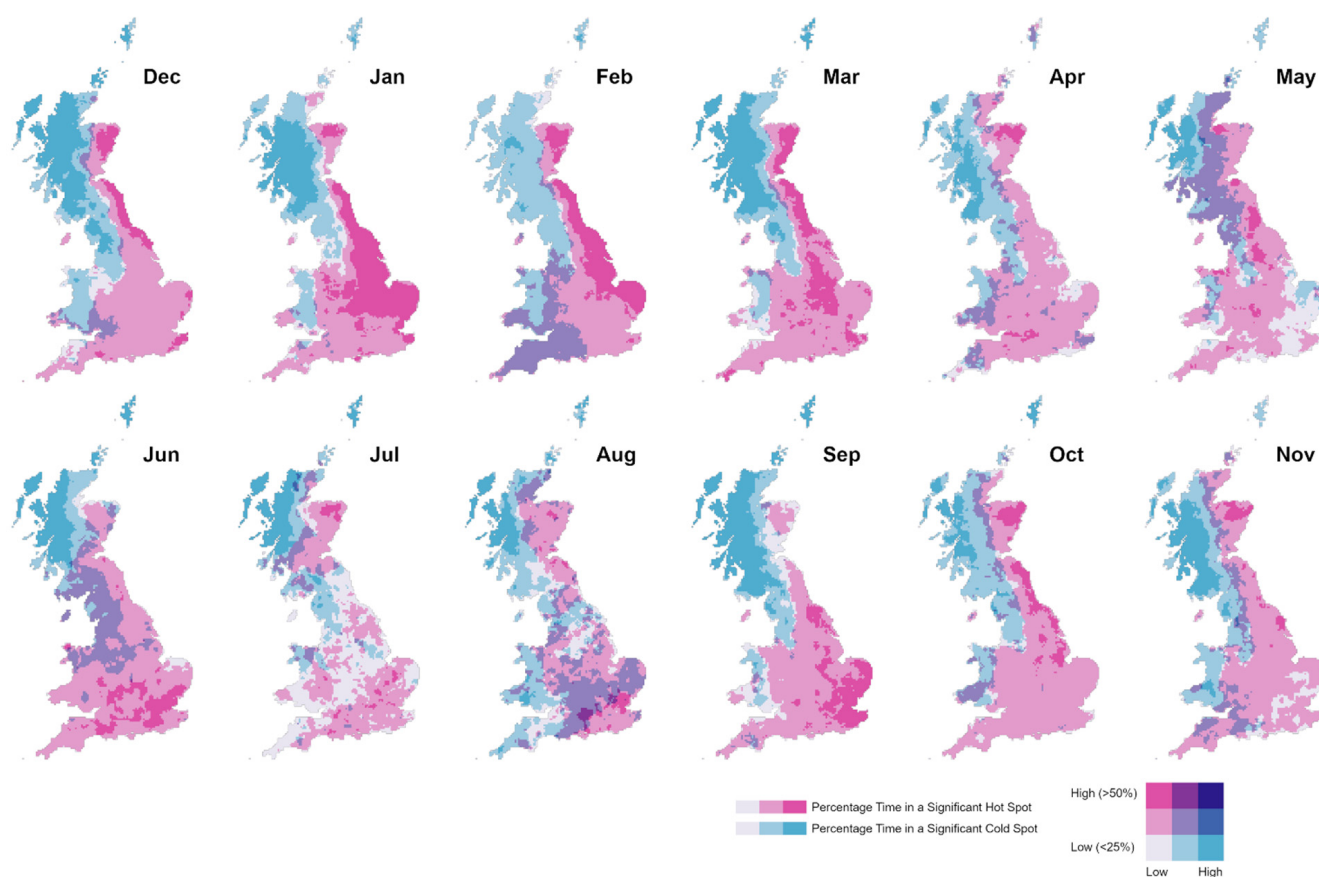 Dec Jan Feb Mar Apr May
Jun Jul Aug Sep Oct Nov
Percentage Time in a Significant Hot Spot
Percentage Time in a Significant Cold Spot
High (>50%)
Low (<25%)
Low High